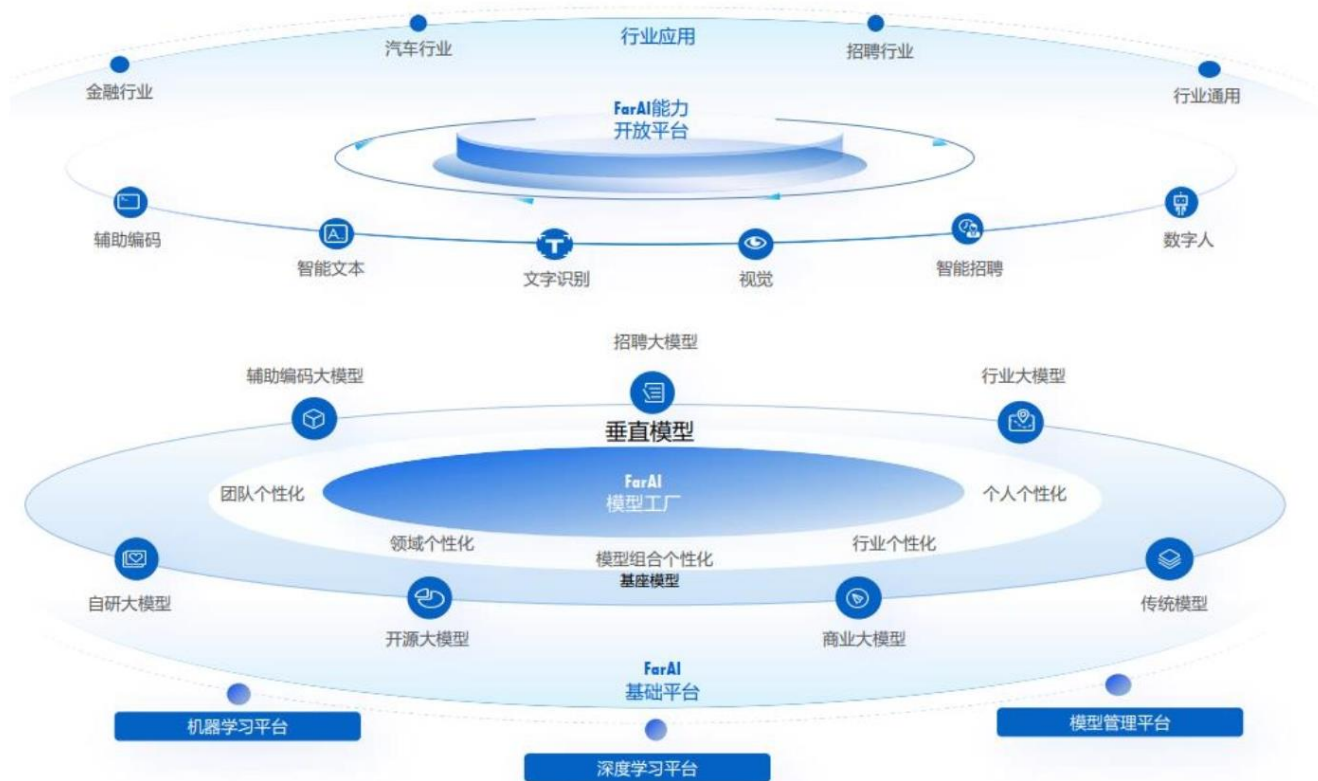 行业应用
汽车行业
招聘行业
金融行业
行业通用
FarAI能力
开放平台
辅助编码
智能文本
文字识别
视觉
智能招聘
数字人
招聘大模型
辅助编码大模型
行业大模型
垂直模型
FarAI
模型工厂
团队个性化
个人个性化
领域个性化
模型组合个性化
行业个性化
基座模型
自研大模型
开源大模型
商业大模型
传统模型
FarAI
基础平台
机器学习平台
深度学习平台
模型管理平台